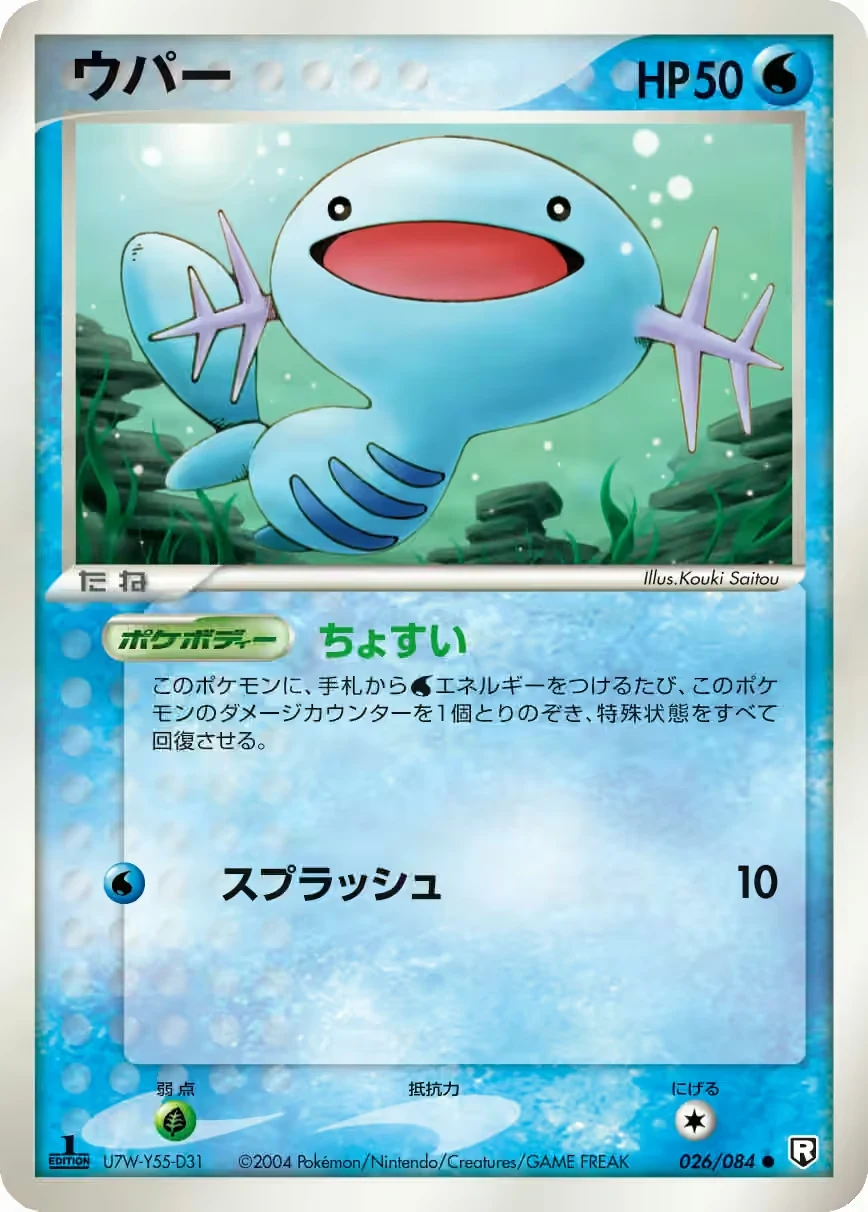 ウパー
HP50
たね
Illus.Kouki Saitou
ポケボディー ちょすい
このポケモンに、手札からエネルギーをつけるたび、このポケ
モンのダメージカウンターを1個とりのぞき、特殊状態をすべて
回復させる。
スプラッシュ 10
弱点 抵抗力 にげる
1
EDITION U7W-Y55-D31 ©2004 Pokémon/Nintendo/Creatures/GAME FREAK 026/084 ● R